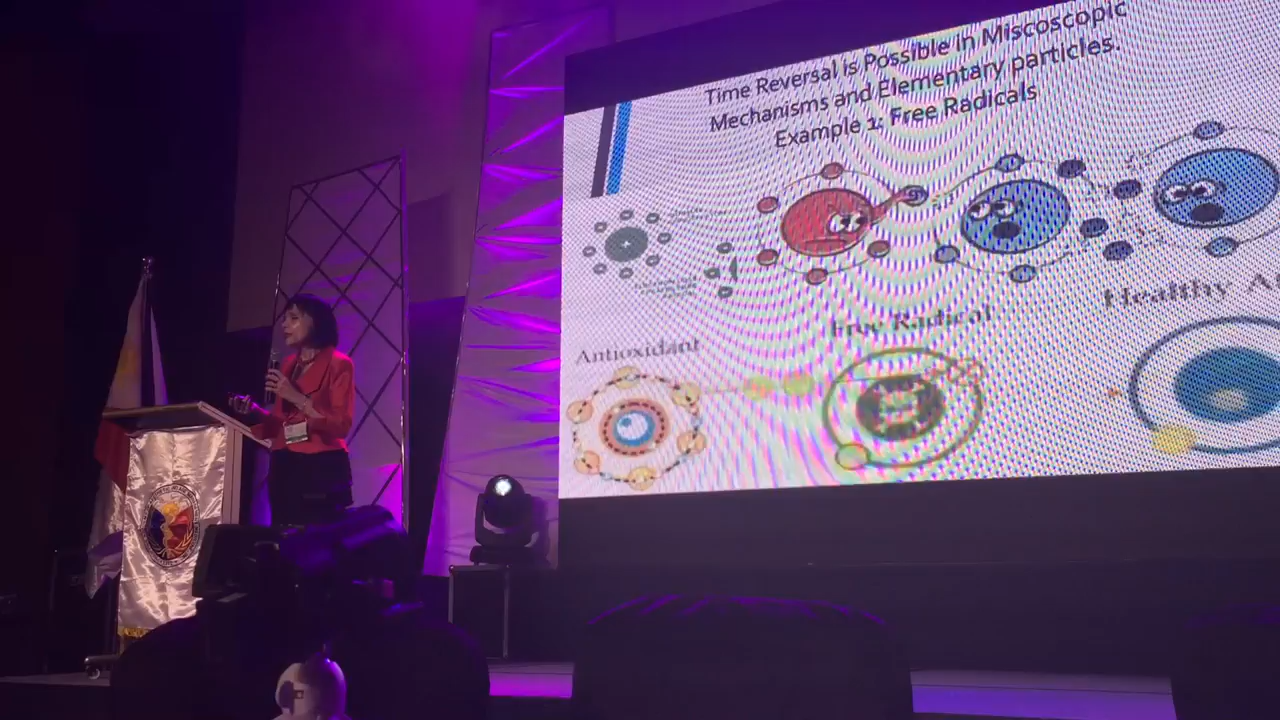 Time Reversal is Possible in Miscoscopic
Mechanisms and Elementary particles.
Example 1: Free Radicals
Free Radical
Healthy
Antioxidant